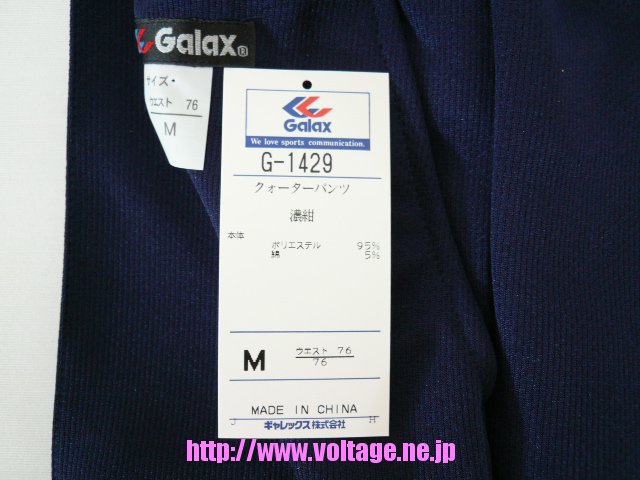 Galax®
サイズ・
ウエスト 76
M
Galax
We love sports communication.
G-1429
クォーターパンツ
濃紺
本体
ポリエステル 95%
綿 5%
M ウエスト 76
76
MADE IN CHINA
J ギャレックス株式会社 H
http://www.voltage.ne.jp